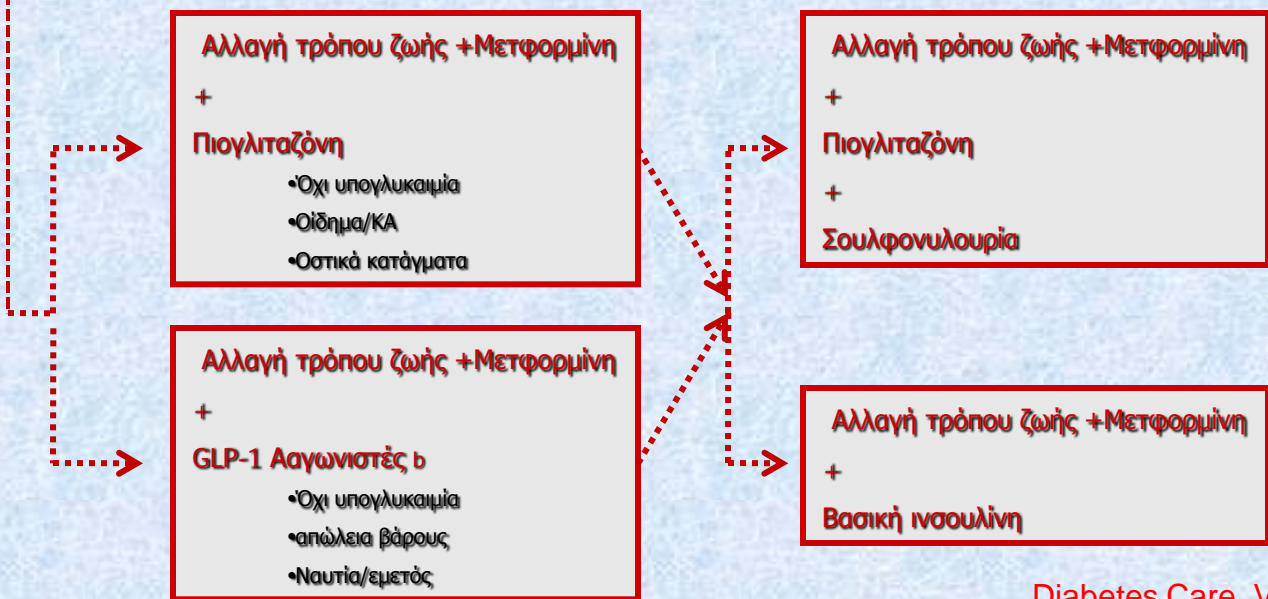 Αλλαγή τρόπου ζωής +Μετφορμίνη
+
Πιογλιταζόνη
•Όχι υπογλυκαιμία
•Οίδημα/ΚΑ
•Οστικά κατάγματα
Αλλαγή τρόπου ζωής +Μετφορμίνη
+
GLP-1 Ααγωνιστές b
•Όχι υπογλυκαιμία
•απώλεια βάρους
•Ναυτία/εμετός
Αλλαγή τρόπου ζωής +Μετφορμίνη
+
Πιογλιταζόνη
+
Σουλφονυλουρία
Αλλαγή τρόπου ζωής +Μετφορμίνη
+
Βασική ινσουλίνη
Diabetes Care, V